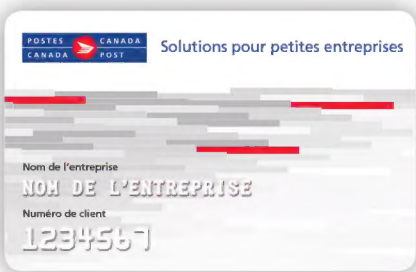 POSTES CANADA
CANADA POST
Solutions pour petites entreprises
Nom de l'entreprise
NOM DE L'ENTREPRISE
Numéro de client
1234567